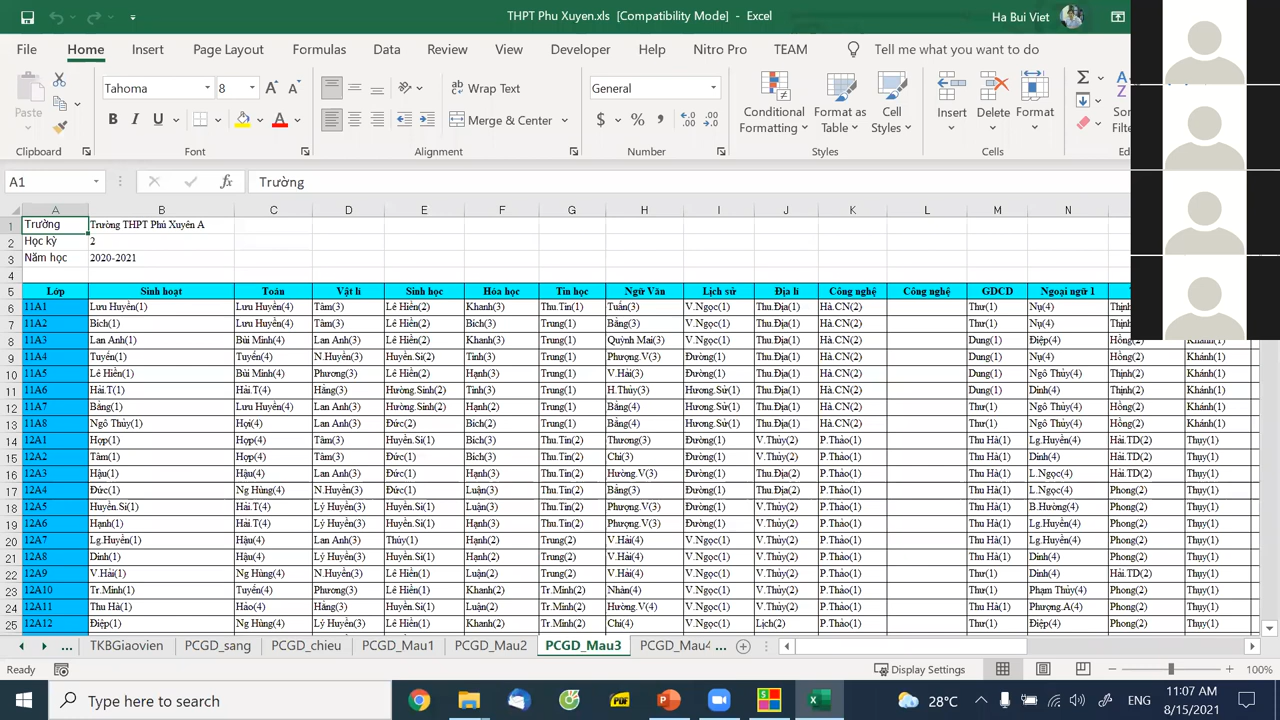 THPT Phu Xuyen.xls [Compatibility Mode] - Excel
Ha Bui Viet
File Home Insert Page Layout Formulas Data Review View Developer Help Nitro Pro TEAM Tell me what you want to do
Paste
Tahoma 8
Wrap Text
Merge & Center
General
Conditional Formatting
Format as Table
Cell Styles
Insert Delete Format
Clipboard Font Alignment Number Styles Cells
A1 fx Trường
A B C D E F G H I J K L M N
1 Trường Trường THPT Phú Xuyên A
2 Học kỳ 2
3 Năm học 2020-2021
4
5 Lớp Sinh hoạt Toán Vật lí Sinh học Hóa học Tin học Ngữ Văn Lịch sử Địa lí Công nghệ Công nghệ GDCD Ngoại ngữ 1
6 11A1 Lưu Huyền(1) Lưu Huyền(4) Tâm(3) Lê Hiền(2) Khanh(3) Thu.Tin(1) Tuấn(3) V.Ngọc(1) Thu.Địa(1) Hà.CN(2) Thư(1) Nụ(4)
7 11A2 Bích(1) Lưu Huyền(4) Tâm(3) Lê Hiền(2) Bích(3) Trung(1) Bằng(3) V.Ngọc(1) Thu.Địa(1) Hà.CN(2) Thư(1) Nụ(4)
8 11A3 Lan Anh(1) Bùi Minh(4) Lan Anh(3) Lê Hiền(2) Khanh(3) Trung(1) Quỳnh Mai(3) V.Ngọc(1) Thu.Địa(1) Hà.CN(2) Dung(1) Điệp(4) Hồng(2) Khánh(1)
9 11A4 Tuyến(1) Tuyến(4) N.Huyền(3) Huyền.Si(2) Tình(3) Trung(1) Phượng.V(3) Đường(1) Thu.Địa(1) Hà.CN(2) Dung(1) Nụ(4) Hồng(2) Khánh(1)
10 11A5 Lê Hiền(1) Bùi Minh(4) Phương(3) Lê Hiền(2) Hạnh(3) Trung(1) V.Hải(3) Đường(1) Thu.Địa(1) Hà.CN(2) Dung(1) Ngô Thúy(4) Thịnh(2) Khánh(1)
11 11A6 Hải.T(1) Hải.T(4) Hằng(3) Hường.Sinh(2) Tình(3) Trung(1) H.Thủy(3) Hương.Sử(1) Thu.Địa(1) Hà.CN(2) Dung(1) Dinh(4) Thịnh(2) Khánh(1)
12 11A7 Bằng(1) Lưu Huyền(4) Lan Anh(3) Hường.Sinh(2) Hạnh(2) Trung(1) Bằng(4) Hương.Sử(1) Thu.Địa(1) Hà.CN(2) Thư(1) Ngô Thúy(4) Hồng(2) Khánh(1)
13 11A8 Ngô Thúy(1) Hợi(4) Lan Anh(3) Đức(2) Bích(2) Trung(1) Bằng(4) Hương.Sử(1) Thu.Địa(1) Hà.CN(2) Thư(1) Ngô Thúy(4) Hồng(2) Khánh(1)
14 12A1 Hợp(1) Hợp(4) Tâm(3) Huyền.Si(1) Bích(3) Thu.Tin(2) Thương(3) Đường(1) V.Thủy(2) P.Thảo(1) Thu Hà(1) Lg.Huyền(4) Hải.TD(2) Thụy(1)
15 12A2 Tâm(1) Hợp(4) Tâm(3) Đức(1) Bích(3) Thu.Tin(2) Chi(3) Đường(1) V.Thủy(2) P.Thảo(1) Thu Hà(1) Dinh(4) Hải.TD(2) Thụy(1)
16 12A3 Hậu(1) Hậu(4) Lan Anh(3) Đức(1) Hạnh(3) Thu.Tin(2) Hường.V(3) Đường(1) Thu.Địa(2) P.Thảo(1) Thu Hà(1) L.Ngọc(4) Hải.TD(2) Thụy(1)
17 12A4 Đức(1) Ng Hùng(4) N.Huyền(3) Đức(1) Luận(3) Thu.Tin(2) Bằng(3) Đường(1) Thu.Địa(2) P.Thảo(1) Thu Hà(1) L.Ngọc(4) Phong(2) Thụy(1)
18 12A5 Huyền.Si(1) Hải.T(4) Lý Huyền(3) Huyền.Si(1) Luận(3) Thu.Tin(2) Phượng.V(3) Đường(1) V.Thủy(2) P.Thảo(1) Thu Hà(1) B.Hường(4) Phong(2) Thụy(1)
19 12A6 Hạnh(1) Hải.T(4) Lý Huyền(3) Huyền.Si(1) Hạnh(3) Thu.Tin(2) Phượng.V(3) Đường(1) V.Thủy(2) P.Thảo(1) Thu Hà(1) Lg.Huyền(4) Phong(2) Thụy(1)
20 12A7 Lg.Huyền(1) Hậu(4) Lan Anh(3) Thúy(1) Hạnh(2) Trung(2) V.Hải(4) V.Ngọc(1) V.Thủy(2) P.Thảo(1) Thu Hà(1) Lg.Huyền(4) Phong(2) Thụy(1)
21 12A8 Dinh(1) Hậu(4) Lý Huyền(3) Huyền.Si(1) Hạnh(2) Trung(2) V.Hải(4) V.Ngọc(1) V.Thủy(2) P.Thảo(1) Thu Hà(1) Dinh(4) Phong(2) Thụy(1)
22 12A9 V.Hải(1) Ng Hùng(4) N.Huyền(3) Lê Hiền(1) Luận(2) Trung(2) V.Hải(4) V.Ngọc(1) V.Thủy(2) P.Thảo(1) Thư(1) Dinh(4) Hải.TD(2) Thụy(1)
23 12A10 Tr.Minh(1) Tuyến(4) Phương(3) Lê Hiền(1) Khanh(2) Tr.Minh(2) Nhân(4) V.Ngọc(1) V.Thủy(2) P.Thảo(1) Thư(1) Phạm Thúy(4) Phong(2) Thụy(1)
24 12A11 Thu Hà(1) Hảo(4) Hằng(3) Huyền.Si(1) Luận(2) Tr.Minh(2) Hường.V(4) V.Ngọc(1) V.Thủy(2) P.Thảo(1) Thu Hà(1) Phượng.A(4) Phong(2) Thụy(1)
25 12A12 Điệp(1) Ng Hùng(4) Lý Huyền(3) Lê Hiền(1) Khanh(2) Tr.Minh(2) Chi(4) V.Ngọc(1) Lịch(2) P.Thảo(1) Thư(1) Điệp(4) Phong(2) Thụy(1)
... TKBGiaovien PCGD_sang PCGD_chieu PCGD_Mau1 PCGD_Mau2 PCGD_Mau3 PCGD_Mau4 ...
Ready Display Settings 100%
Type here to search 28°C ENG 11:07 AM
8/15/2021